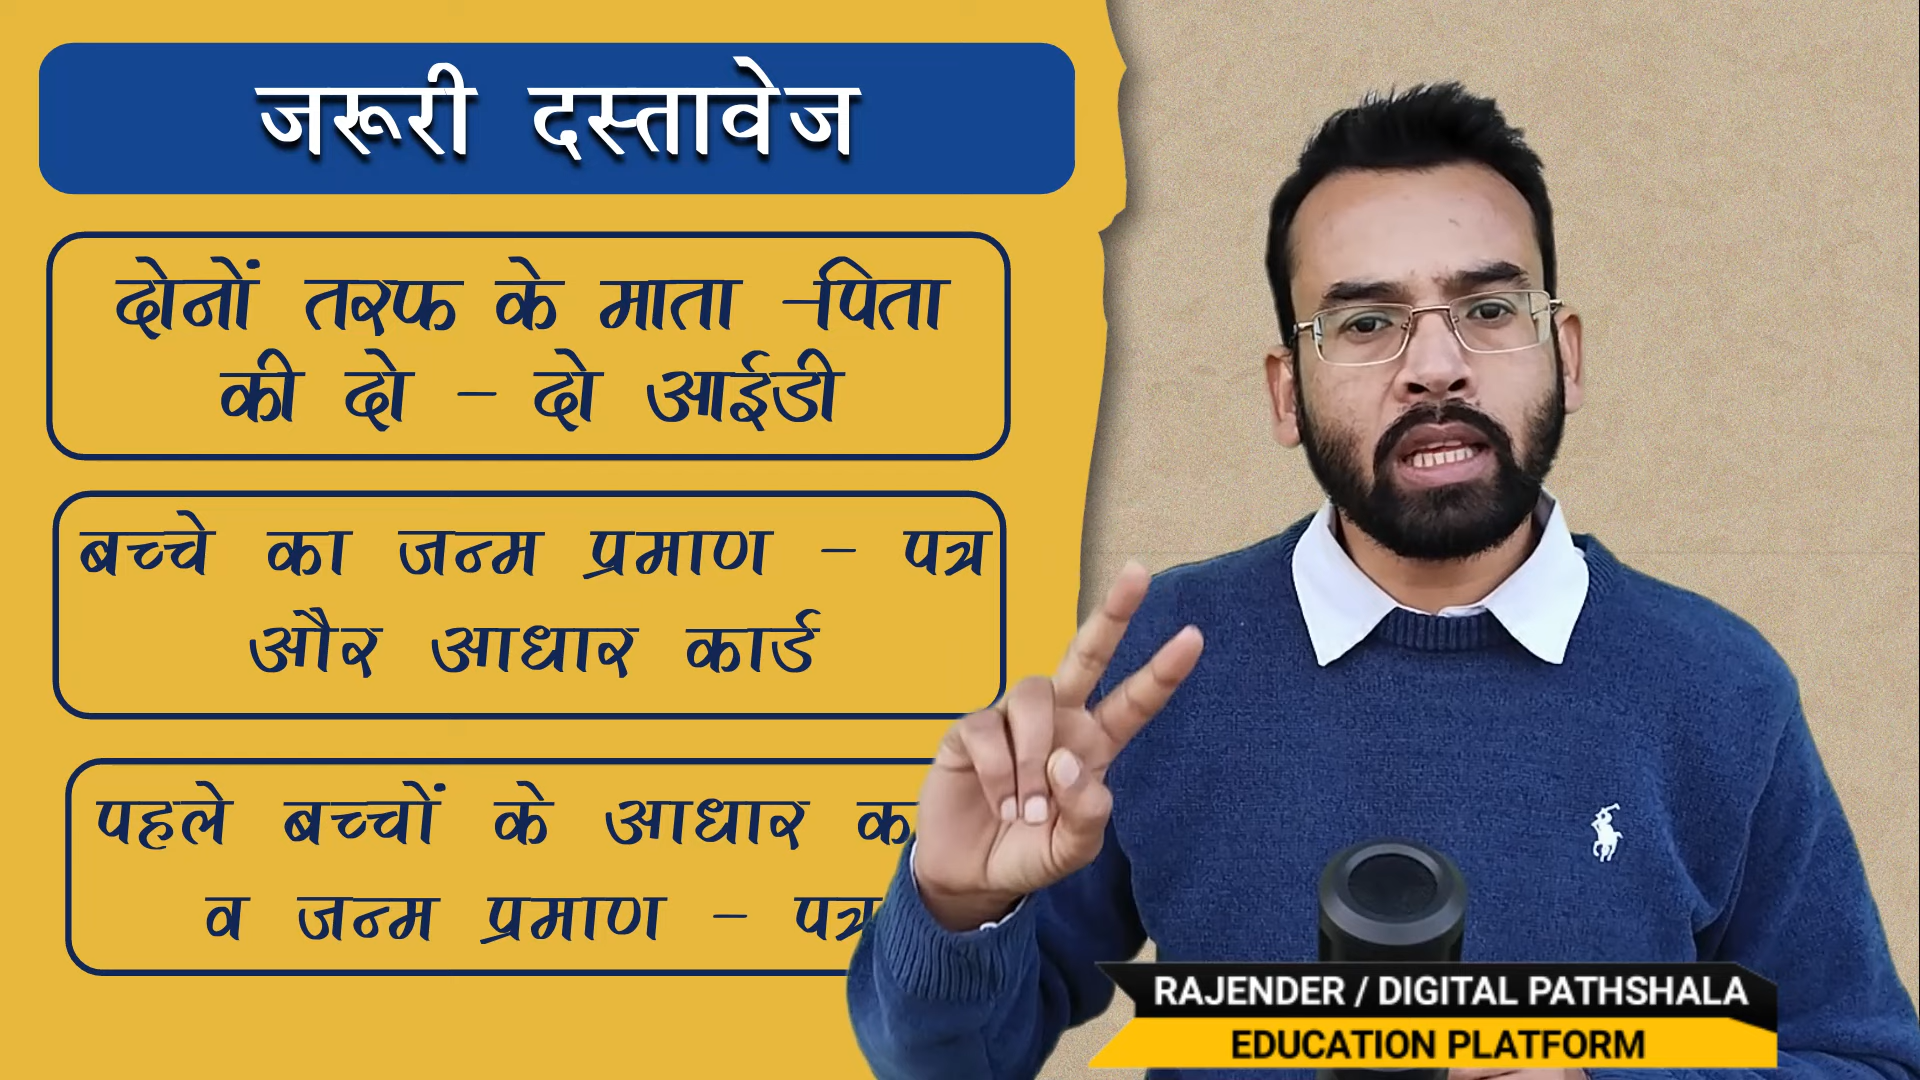 जरूरी दस्तावेज
दोनों तरफ के माता -पिता
की दो - दो आईडी
बच्चे का जन्म प्रमाण - पत्र
और आधार कार्ड
पहले बच्चों के आधार
व जन्म प्रमाण - पत्र
RAJENDER / DIGITAL PATHSHALA
EDUCATION PLATFORM